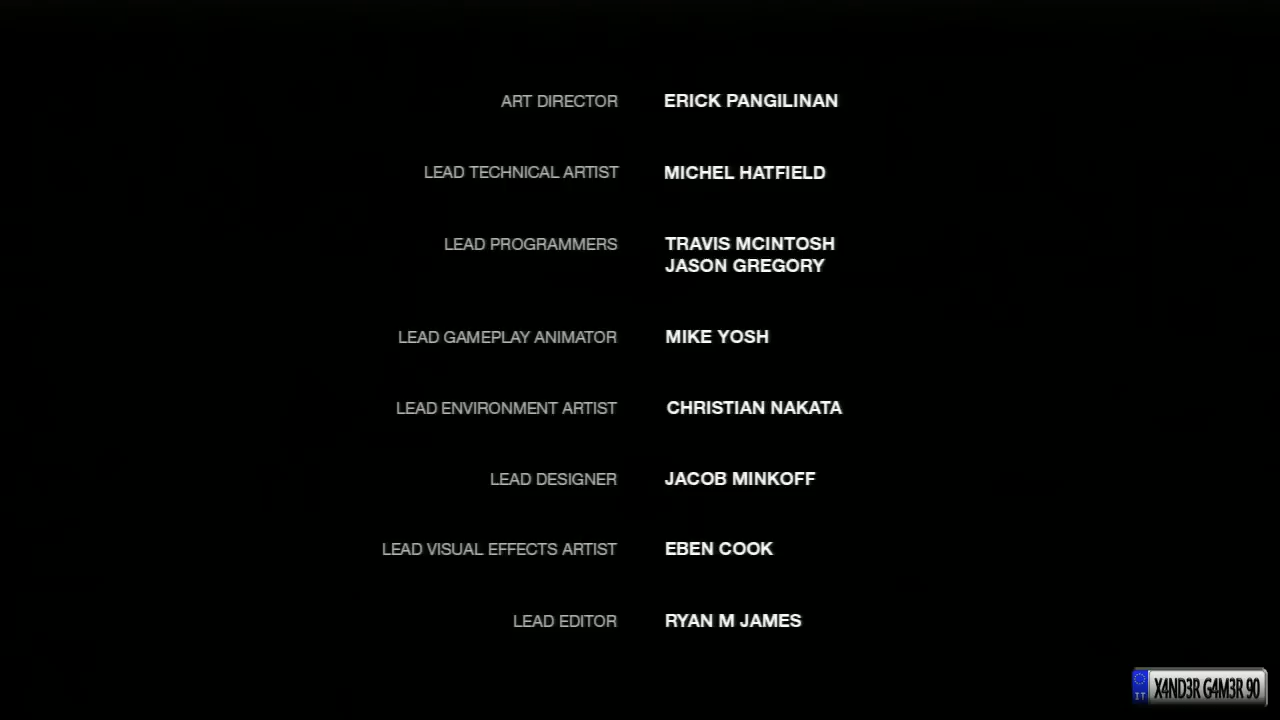 ART DIRECTOR ERICK PANGILINAN
LEAD TECHNICAL ARTIST MICHEL HATFIELD
LEAD PROGRAMMERS TRAVIS MCINTOSH
JASON GREGORY
LEAD GAMEPLAY ANIMATOR MIKE YOSH
LEAD ENVIRONMENT ARTIST CHRISTIAN NAKATA
LEAD DESIGNER JACOB MINKOFF
LEAD VISUAL EFFECTS ARTIST EBEN COOK
LEAD EDITOR RYAN M JAMES
IT X4ND3R G4M3R 90